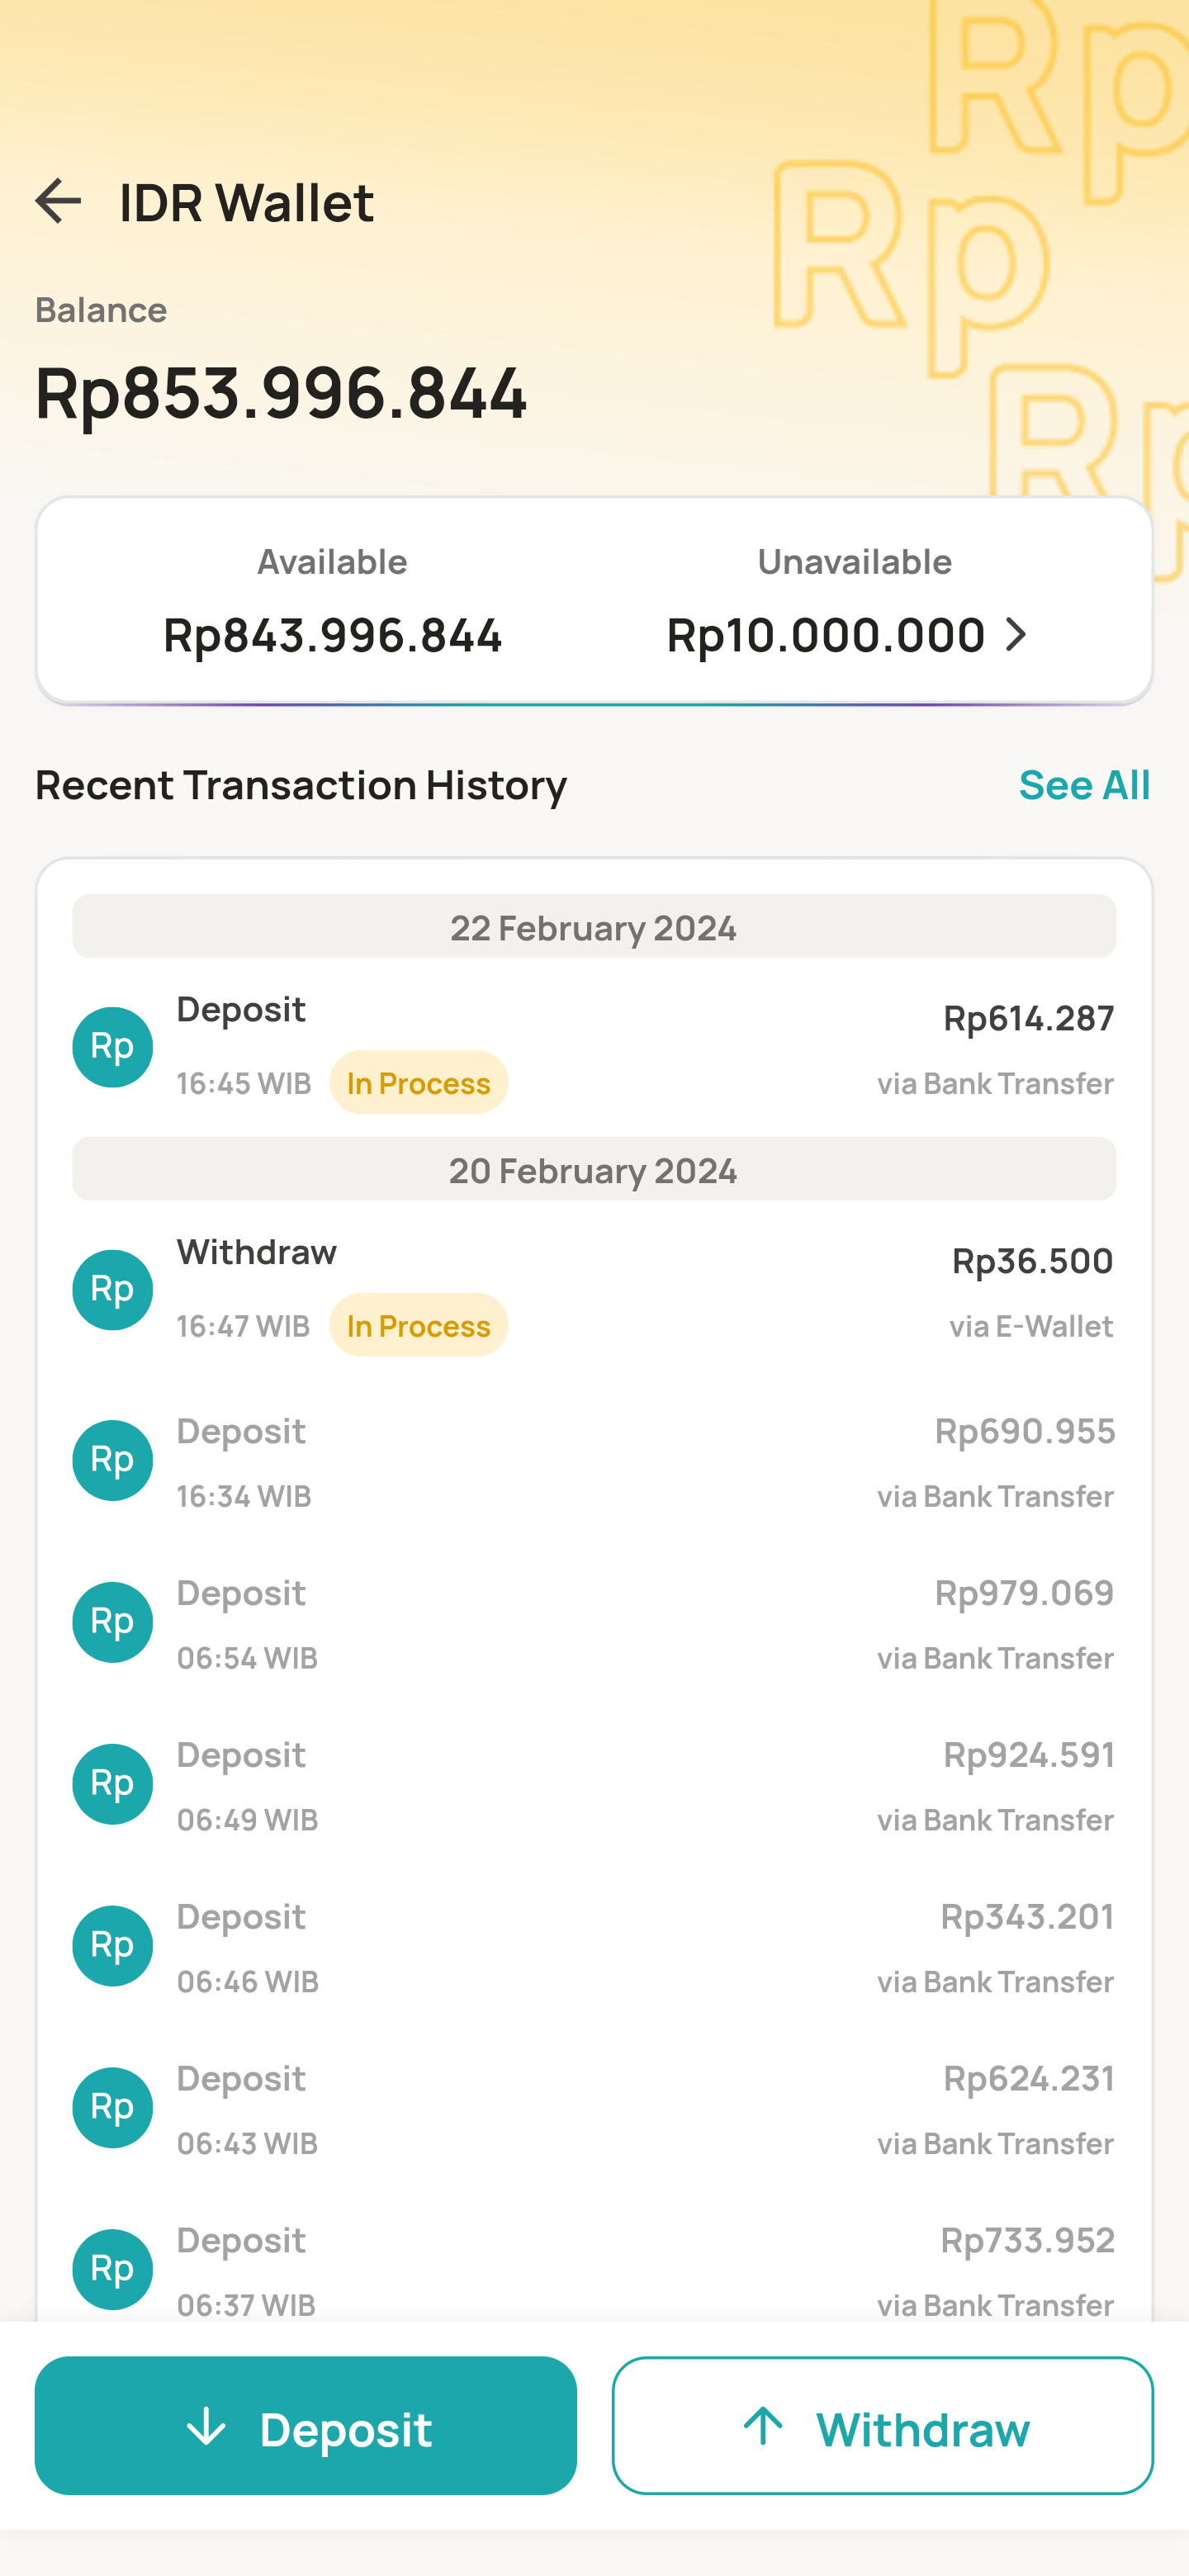 Rp
Rp
Rp
IDR Wallet
Balance
Rp853.996.844
Available
Unavailable
Rp843.996.844
Rp10.000.000
Recent Transaction History
See All
22 February 2024
Deposit
Rp614.287
Rp
16:45 WIB
In Process
via Bank Transfer
20 February 2024
Withdraw
Rp36.500
Rp
16:47 WIB
In Process
via E-Wallet
Deposit
Rp690.955
Rp
16:34 WIB
via Bank Transfer
Deposit
Rp979.069
Rp
06:54 WIB
via Bank Transfer
Deposit
Rp924.591
Rp
06:49 WIB
via Bank Transfer
Deposit
Rp343.201
Rp
06:46 WIB
via Bank Transfer
Deposit
Rp624.231
Rp
06:43 WIB
via Bank Transfer
Deposit
Rp733.952
Rp
06:37 WIB
via Bank Transfer
Deposit
Withdraw